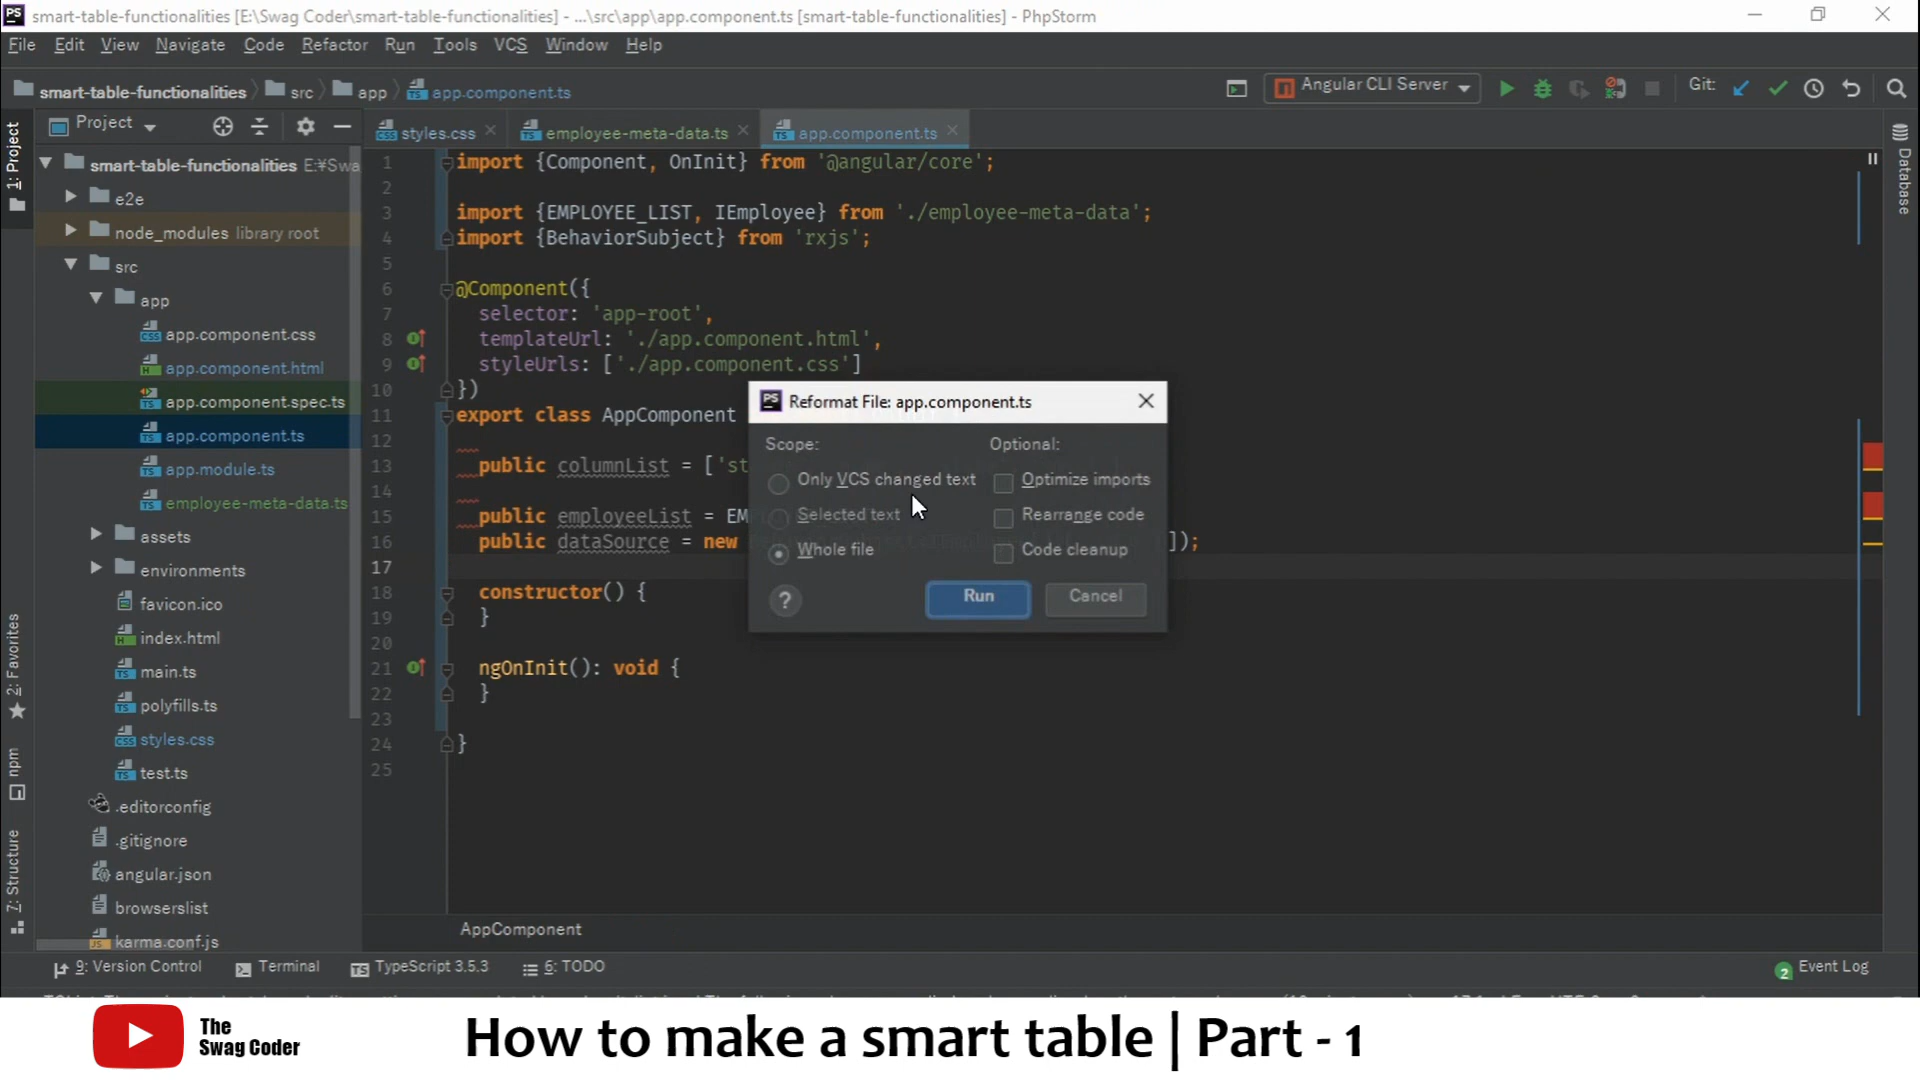 smart-table-functionalities [E:\Swag Coder\smart-table-functionalities] - ...\src\app\app.component.ts [smart-table-functionalities] - PhpStorm
File Edit View Navigate Code Refactor Run Tools VCS Window Help
smart-table-functionalities src app app.component.ts Angular CLI Server Git:
Project
styles.css employee-meta-data.ts app.component.ts
1: Project
2: Favorites
npm
Z: Structure
Database
smart-table-functionalities E:¥Swa
e2e
node_modules library root
src
app
app.component.css
app.component.html
app.component.spec.ts
app.component.ts
app.module.ts
employee-meta-data.ts
assets
environments
favicon.ico
index.html
main.ts
polyfills.ts
styles.css
test.ts
.editorconfig
.gitignore
angular.json
browserslist
karma.conf.js
1 import {Component, OnInit} from '@angular/core';
2
3 import {EMPLOYEE_LIST, IEmployee} from './employee-meta-data';
4 import {BehaviorSubject} from 'rxjs';
5
6 @Component({
7 selector: 'app-root',
8 templateUrl: './app.component.html',
9 styleUrls: ['./app.component.css']
10 })
11 export class AppComponent
12
13 public columnList = ['st
14
15 public employeeList = EM
16 public dataSource = new ]);
17
18 constructor() {
19 }
20
21 ngOnInit(): void {
22 }
23
24 }
25
Reformat File: app.component.ts
Scope: Optional:
Only VCS changed text Optimize imports
Selected text Rearrange code
Whole file Code cleanup
? Run Cancel
AppComponent
9: Version Control Terminal TypeScript 3.5.3 6: TODO 2 Event Log
The
Swag Coder
How to make a smart table | Part - 1